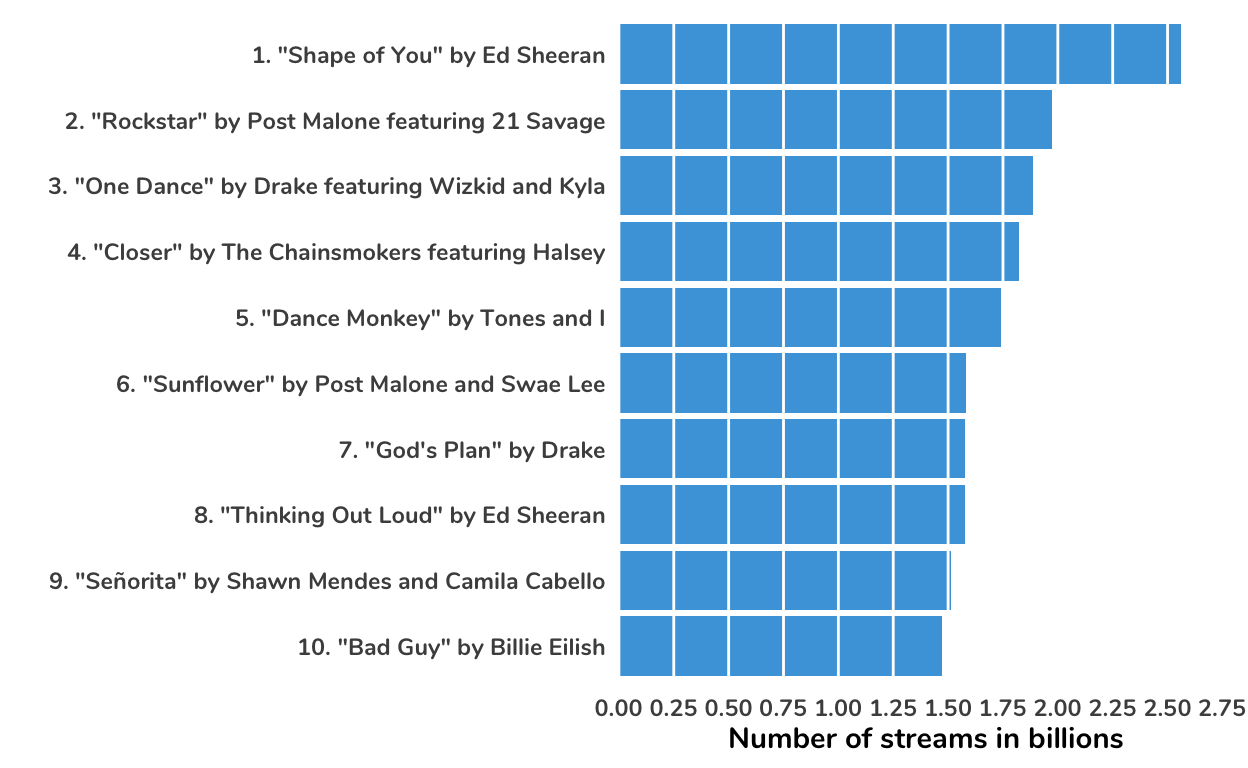 1. "Shape of You" by Ed Sheeran
2. "Rockstar" by Post Malone featuring 21 Savage
3. "One Dance" by Drake featuring Wizkid and Kyla
4. "Closer" by The Chainsmokers featuring Halsey
5. "Dance Monkey" by Tones and I
6. "Sunflower" by Post Malone and Swae Lee
7. "God's Plan" by Drake
8. "Thinking Out Loud" by Ed Sheeran
9. "Señorita" by Shawn Mendes and Camila Cabello
10. "Bad Guy" by Billie Eilish
0.00 0.25 0.50 0.75 1.00 1.25 1.50 1.75 2.00 2.25 2.50 2.75
Number of streams in billions